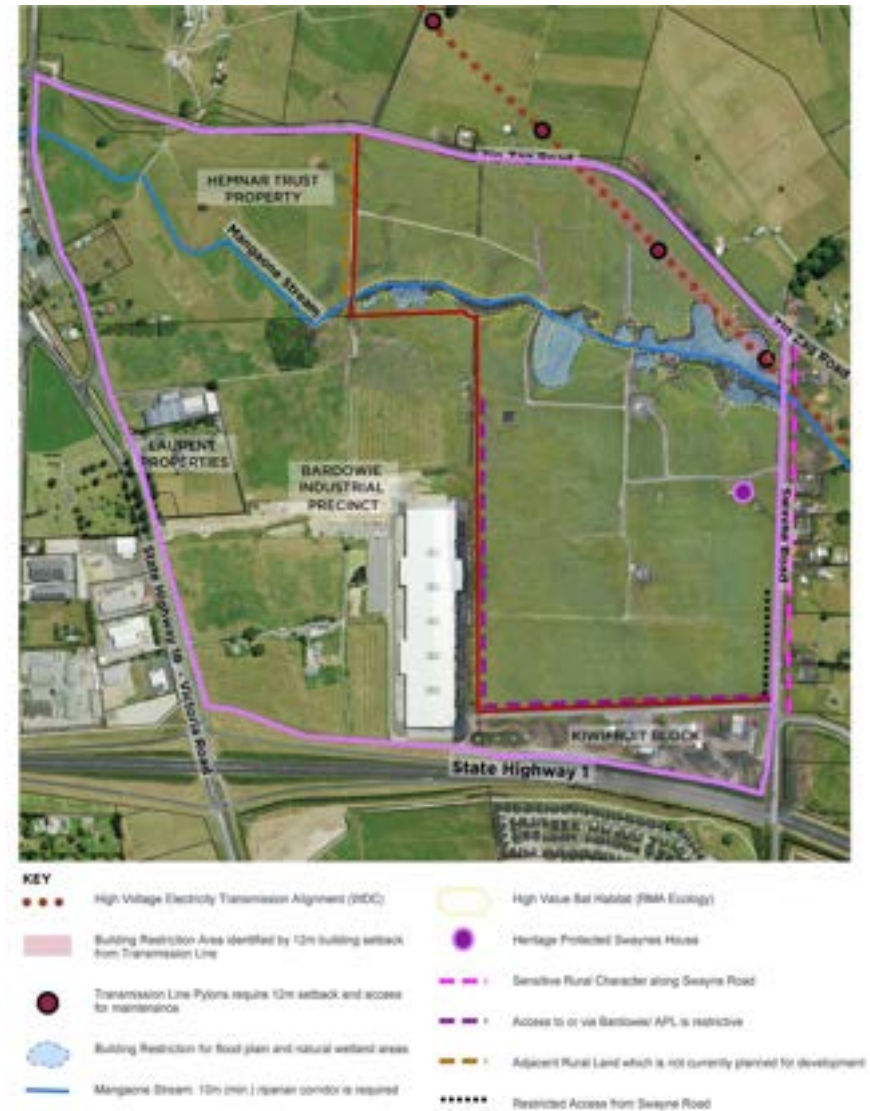 HEMNAR TRUST
PROPERTY
Mangaone Stream
Zig Zag Road
LAURENT
PROPERTIES
BARDOWIE
INDUSTRIAL
PRECINCT
Swayne Road
State Highway 1B - Victoria Road
KIWIFRUIT BLOCK
State Highway 1
KEY
High Voltage Electricity Transmission Alignment (WDC)
Building Restriction Area identified by 12m building setback
from Transmission Line
Transmission Line Pylons require 12m setback and access
for maintenance
Building Restriction for flood plain and natural wetland areas
Mangaone Stream: 10m (min.) riparian corridor is required
High Value Bat Habitat (RMA Ecology)
Heritage Protected Swaynes House
Sensitive Rural Character along Swayne Road
Access to or via Bardowie/ APL is restrictive
Adjacent Rural Land which is not currently planned for development
Restricted Access from Swayne Road